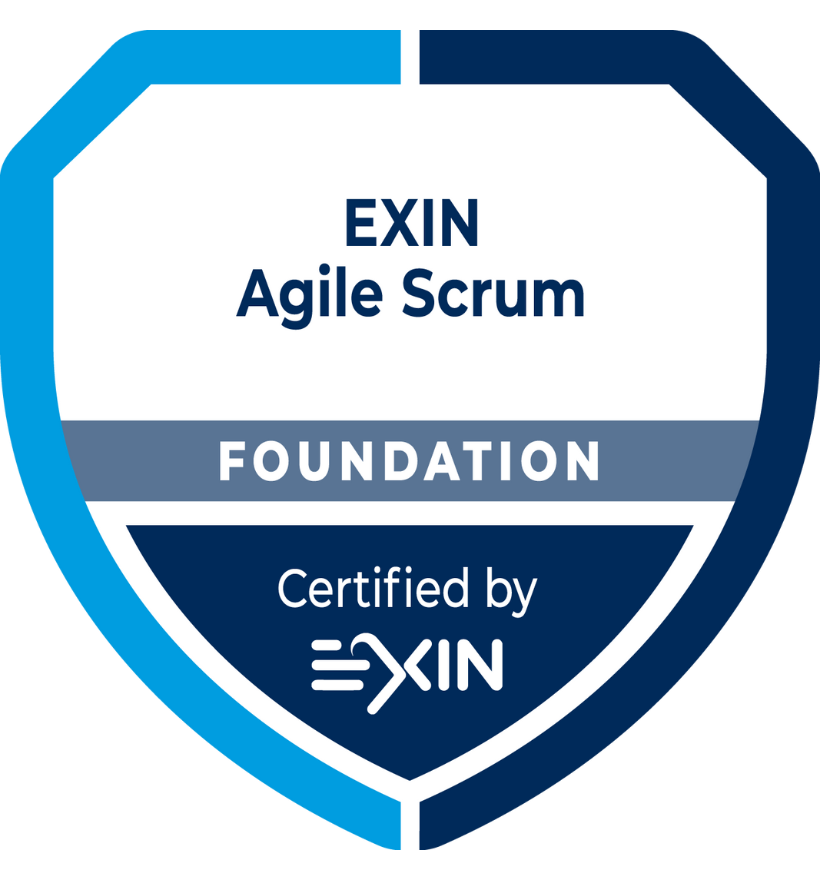 EXIN
Agile Scrum
FOUNDATION
Certified by
EXIN